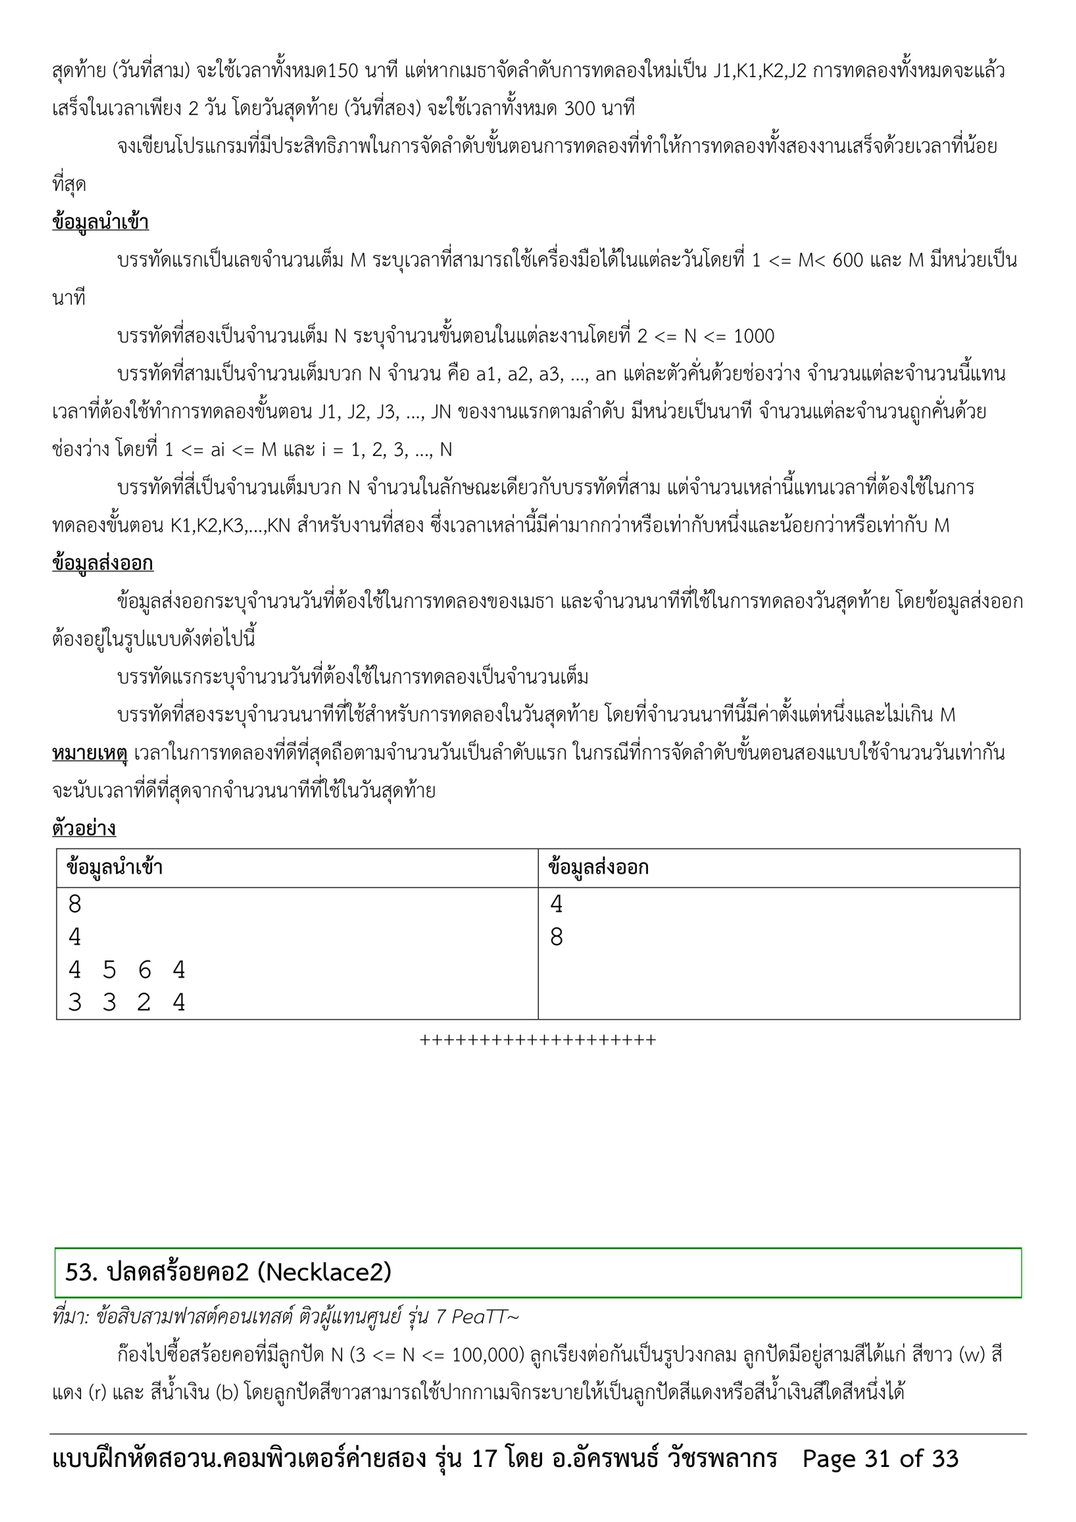 สุดท้าย (วันที่สาม) จะใช้เวลาทั้งหมด150 นาที แต่หากเมธาจัดลำดับการทดลองใหม่เป็น J1,K1,K2,J2 การทดลองทั้งหมดจะแล้ว
เสร็จในเวลาเพียง 2 วัน โดยวันสุดท้าย (วันที่สอง) จะใช้เวลาทั้งหมด 300 นาที
จงเขียนโปรแกรมที่มีประสิทธิภาพในการจัดลำดับขั้นตอนการทดลองที่ทำให้การทดลองทั้งสองงานเสร็จด้วยเวลาที่น้อย
ที่สุด
ข้อมูลนำเข้า
บรรทัดแรกเป็นเลขจำนวนเต็ม M ระบุเวลาที่สามารถใช้เครื่องมือได้ในแต่ละวันโดยที่ 1 <= M< 600 และ M มีหน่วยเป็น
นาที
บรรทัดที่สองเป็นจำนวนเต็ม N ระบุจำนวนขั้นตอนในแต่ละงานโดยที่ 2 <= N <= 1000
บรรทัดที่สามเป็นจำนวนเต็มบวก N จำนวน คือ a1, a2, a3, ..., an แต่ละตัวคั่นด้วยช่องว่าง จำนวนแต่ละจำนวนนี้แทน
เวลาที่ต้องใช้ทำการทดลองขั้นตอน J1, J2, J3, ..., JN ของงานแรกตามลำดับ มีหน่วยเป็นนาที จำนวนแต่ละจำนวนถูกคั่นด้วย
ช่องว่าง โดยที่ 1 <= ai <= M และ i = 1, 2, 3, ..., N
บรรทัดที่สี่เป็นจำนวนเต็มบวก N จำนวนในลักษณะเดียวกับบรรทัดที่สาม แต่จำนวนเหล่านี้แทนเวลาที่ต้องใช้ในการ
ทดลองขั้นตอน K1,K2,K3,...,KN สำหรับงานที่สอง ซึ่งเวลาเหล่านี้มีค่ามากกว่าหรือเท่ากับหนึ่งและน้อยกว่าหรือเท่ากับ M
ข้อมูลส่งออก
ข้อมูลส่งออกระบุจำนวนวันที่ต้องใช้ในการทดลองของเมธา และจำนวนนาทีที่ใช้ในการทดลองวันสุดท้าย โดยข้อมูลส่งออก
ต้องอยู่ในรูปแบบดังต่อไปนี้
บรรทัดแรกระบุจำนวนวันที่ต้องใช้ในการทดลองเป็นจำนวนเต็ม
บรรทัดที่สองระบุจำนวนนาทีที่ใช้สำหรับการทดลองในวันสุดท้าย โดยที่จำนวนนาทีนี้มีค่าตั้งแต่หนึ่งและไม่เกิน M
หมายเหตุ เวลาในการทดลองที่ดีที่สุดถือตามจำนวนวันเป็นลำดับแรก ในกรณีที่การจัดลำดับขั้นตอนสองแบบใช้จำนวนวันเท่ากัน
จะนับเวลาที่ดีที่สุดจากจำนวนนาทีที่ใช้ในวันสุดท้าย
ตัวอย่าง
ข้อมูลนำเข้า ข้อมูลส่งออก
8 4
4 8
4 5 6 4
3 3 2 4
++++++++++++++++++++
53. ปลดสร้อยคอ2 (Necklace2)
ที่มา: ข้อสิบสามฟาสต์คอนเทสต์ ติวผู้แทนศูนย์ รุ่น 7 PeaTT~
ก๊องไปซื้อสร้อยคอที่มีลูกปัด N (3 <= N <= 100,000) ลูกเรียงต่อกันเป็นรูปวงกลม ลูกปัดมีอยู่สามสีได้แก่ สีขาว (w) สี
แดง (r) และ สีน้ำเงิน (b) โดยลูกปัดสีขาวสามารถใช้ปากกาเมจิกระบายให้เป็นลูกปัดสีแดงหรือสีน้ำเงินสีใดสีหนึ่งได้
แบบฝึกหัดสอวน.คอมพิวเตอร์ค่ายสอง รุ่น 17 โดย อ.อัครพนธ์ วัชรพลากร Page 31 of 33